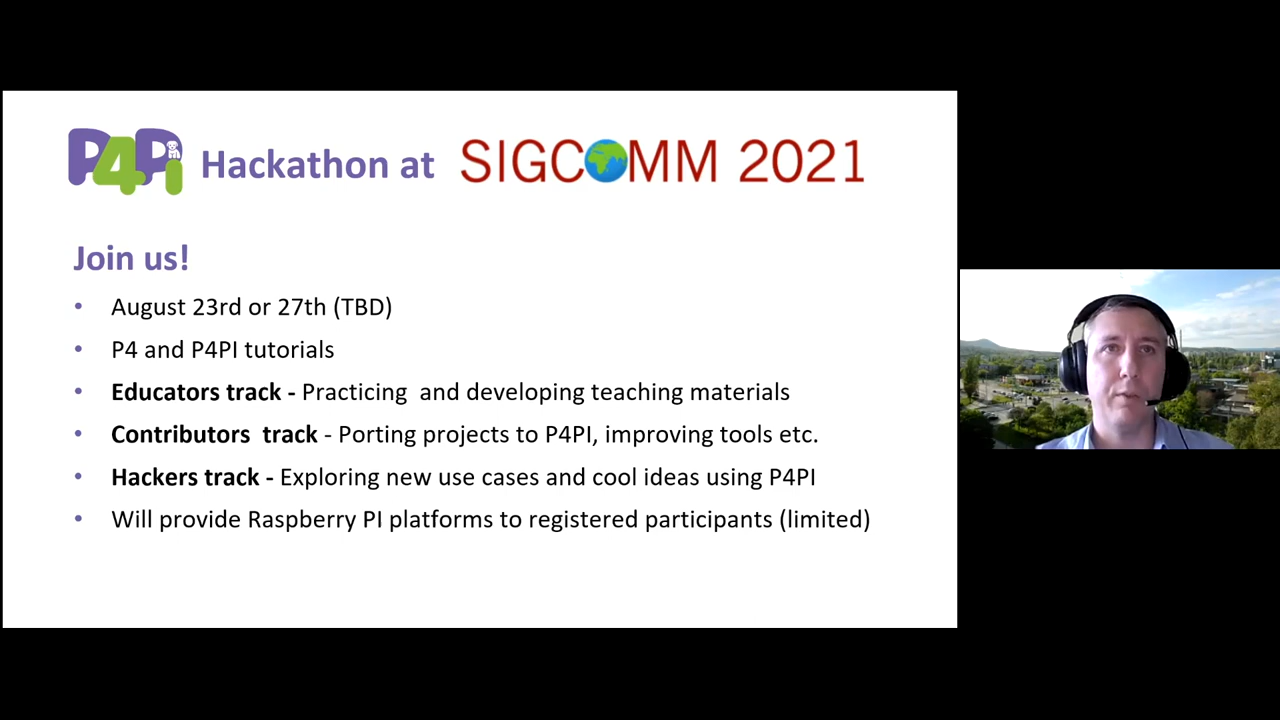 P4Pi Hackathon at SIGCOMM 2021
Join us!
• August 23rd or 27th (TBD)
• P4 and P4PI tutorials
• Educators track - Practicing  and developing teaching materials
• Contributors  track - Porting projects to P4PI, improving tools etc.
• Hackers track - Exploring new use cases and cool ideas using P4PI
• Will provide Raspberry PI platforms to registered participants (limited)